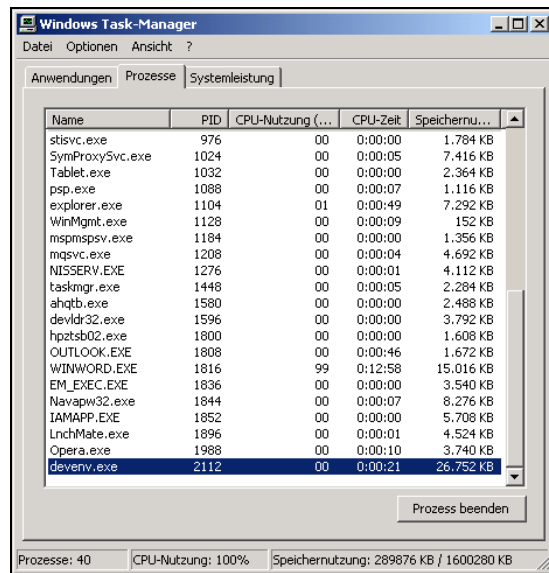 Windows Task-Manager
Datei Optionen Ansicht ?
Anwendungen Prozesse Systemleistung
Name PID CPU-Nutzung (... CPU-Zeit Speichernu...
stisvc.exe 976 00 0:00:00 1.784 KB
SymProxySvc.exe 1024 00 0:00:05 7.416 KB
Tablet.exe 1032 00 0:00:00 2.364 KB
psp.exe 1088 00 0:00:07 1.116 KB
explorer.exe 1104 01 0:00:49 7.292 KB
WinMgmt.exe 1128 00 0:00:09 152 KB
mspmspsv.exe 1184 00 0:00:00 1.356 KB
mqsvc.exe 1208 00 0:00:04 4.692 KB
NISSERV.EXE 1276 00 0:00:01 4.112 KB
taskmgr.exe 1448 00 0:00:05 2.284 KB
ahqtb.exe 1580 00 0:00:00 2.488 KB
devldr32.exe 1596 00 0:00:00 3.792 KB
hpztsb02.exe 1800 00 0:00:00 1.608 KB
OUTLOOK.EXE 1808 00 0:00:46 1.672 KB
WINWORD.EXE 1816 99 0:12:58 15.016 KB
EM_EXEC.EXE 1836 00 0:00:00 3.540 KB
Navapw32.exe 1844 00 0:00:07 8.276 KB
IAMAPP.EXE 1852 00 0:00:00 5.708 KB
LnchMate.exe 1896 00 0:00:01 4.524 KB
Opera.exe 1988 00 0:00:10 3.740 KB
devenv.exe 2112 00 0:00:21 26.752 KB
Prozess beenden
Prozesse: 40 CPU-Nutzung: 100% Speichernutzung: 289876 KB / 1600280 KB